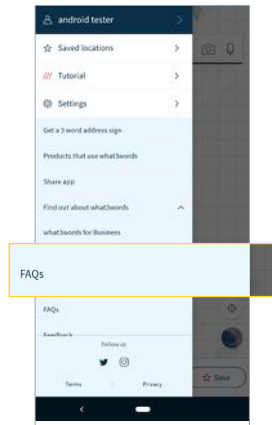 android tester
Saved locations
Tutorial
Settings
Get a 3 word address sign
Products that use what3words
Share app
Find out about what3words
what3words for Business
FAQs
FAQs
Feedback
Follow us
Terms
Privacy
Save